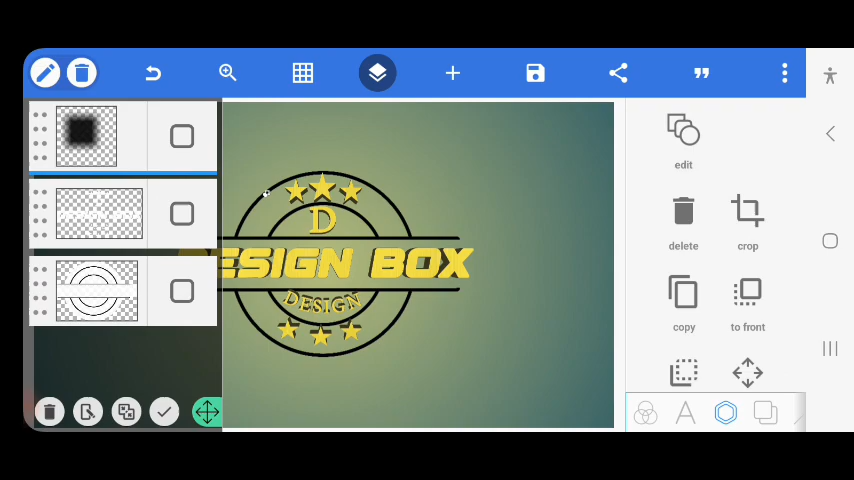 edit
delete
crop
copy
to front
D
ESIGN BOX
DESIGN
A